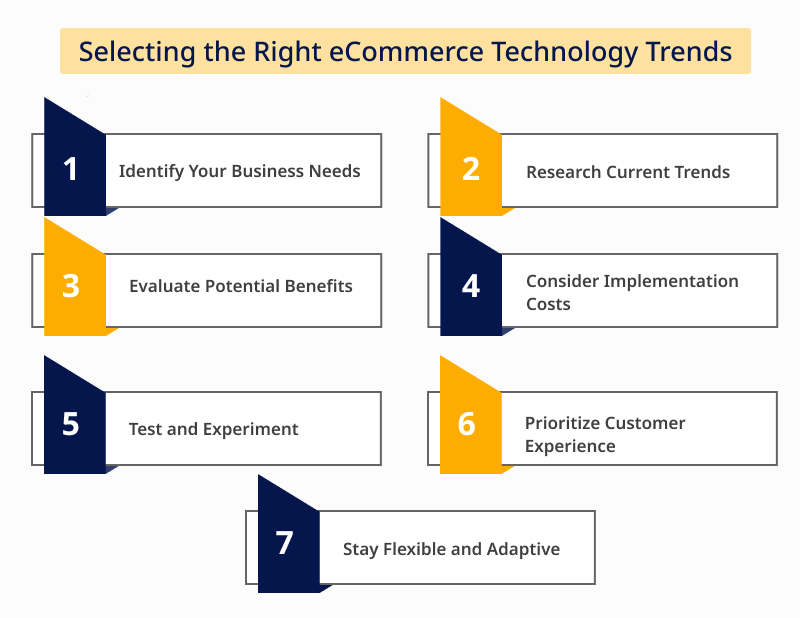 Selecting the Right eCommerce Technology Trends
1
Identify Your Business Needs
2
Research Current Trends
3
Evaluate Potential Benefits
4
Consider Implementation
Costs
5
Test and Experiment
6
Prioritize Customer
Experience
7
Stay Flexible and Adaptive